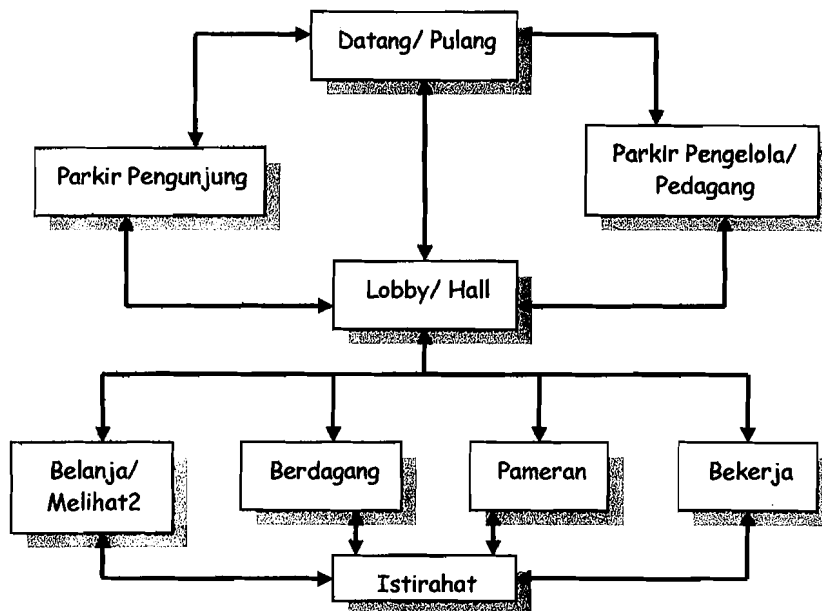 Datang/ Pulang
Parkir Pengunjung
Parkir Pengelola/
Pedagang
Lobby/ Hall
Belanja/
Melihat2
Berdagang
Pameran
Bekerja
Istirahat